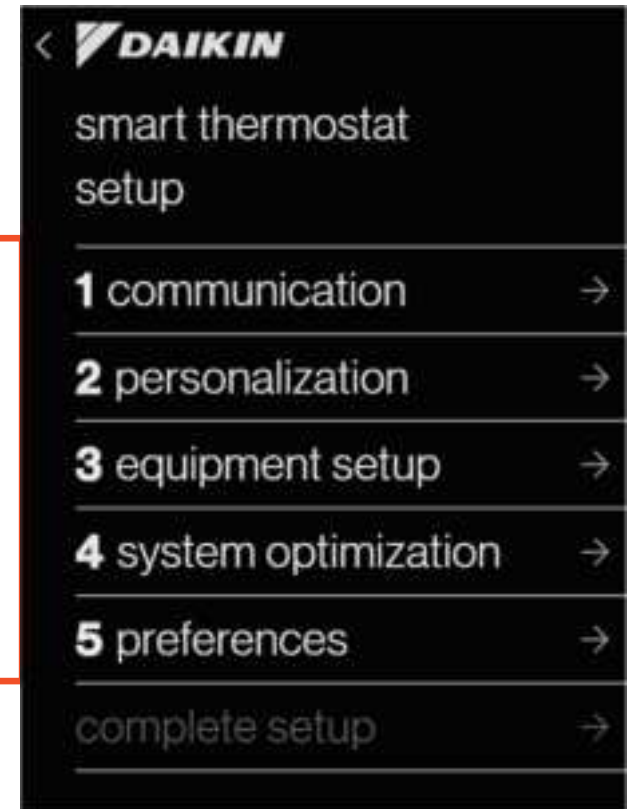 DAIKIN
smart thermostat
setup
1 communication
2 personalization
3 equipment setup
4 system optimization
5 preferences
complete setup